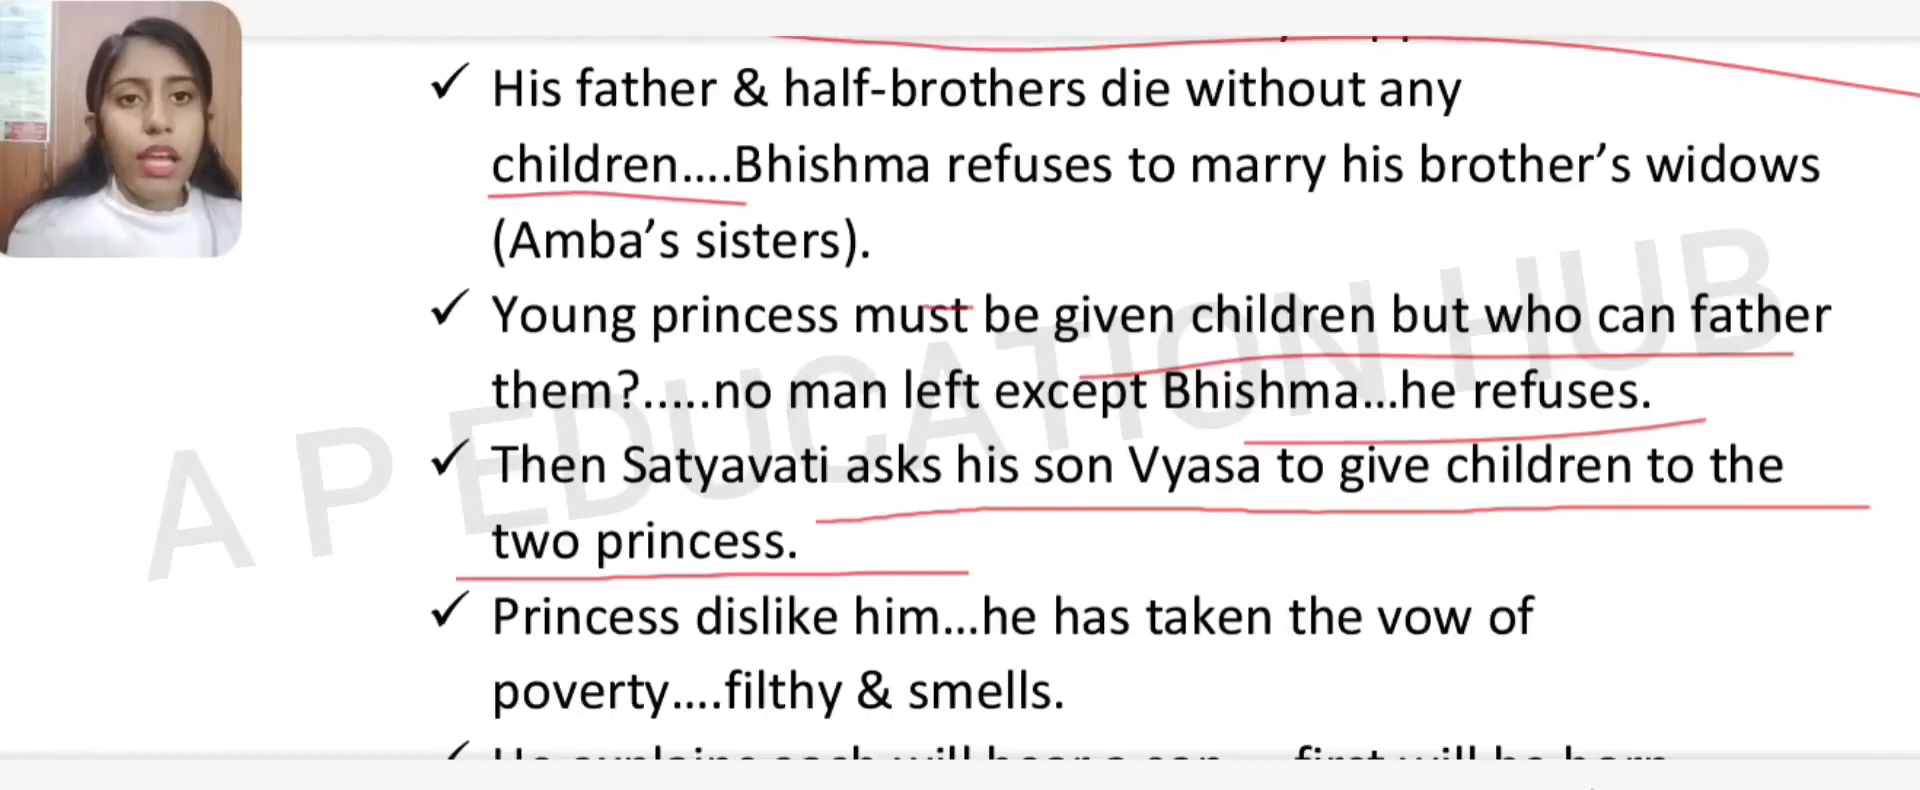 ✓ His father & half-brothers die without any
children....Bhishma refuses to marry his brother’s widows
(Amba’s sisters).
✓ Young princess must be given children but who can father
them?.....no man left except Bhishma...he refuses.
✓ Then Satyavati asks his son Vyasa to give children to the
two princess.
✓ Princess dislike him...he has taken the vow of
poverty....filthy & smells.
A P EDUCATION HUB